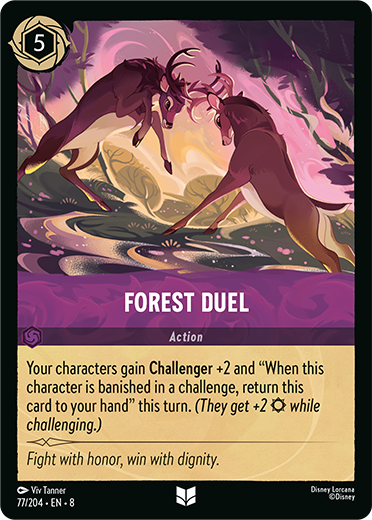 5
FOREST DUEL
Action
Your characters gain Challenger +2 and “When this
character is banished in a challenge, return this
card to your hand” this turn. (They get +2 while
challenging.)
Fight with honor, win with dignity.
Viv Tanner
Disney Lorcana
77/204 • EN • 8
©Disney